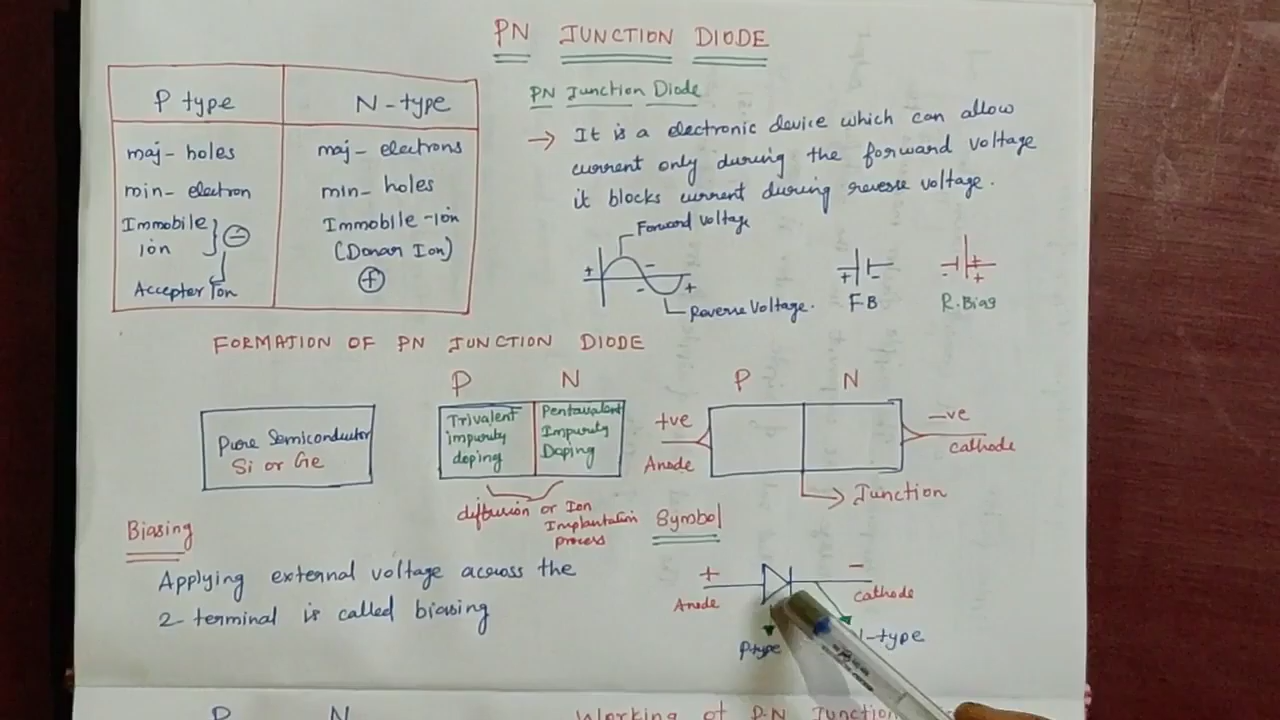 PN JUNCTION DIODE
P type
N-type
maj- holes
maj- electrons
min- electron
min- holes
Immobile ion } ⊖
Immobile -ion
(Donar Ion)
⊕
Accepter Ion
PN Junction Diode
→ It is a electronic device which can allow
current only during the forward voltage
it blocks current during reverse voltage.
Forward voltage
+ -
- +
Reverse Voltage.
+ -
F.B
- +
+
R.Bias
FORMATION OF PN JUNCTION DIODE
Pure Semiconductor
Si or Ge
P N
Trivalent
impurity
doping
Pentavalent
Impurity
Doping
diffusion or Ion
Implantation
process
P N
+ve
Anode
-ve
cathode
Junction
Biasing
Applying external voltage across the
2- terminal is called biasing
Symbol
+ -
Anode
cathode
P-type
-type
P N
Working of P-N Junction